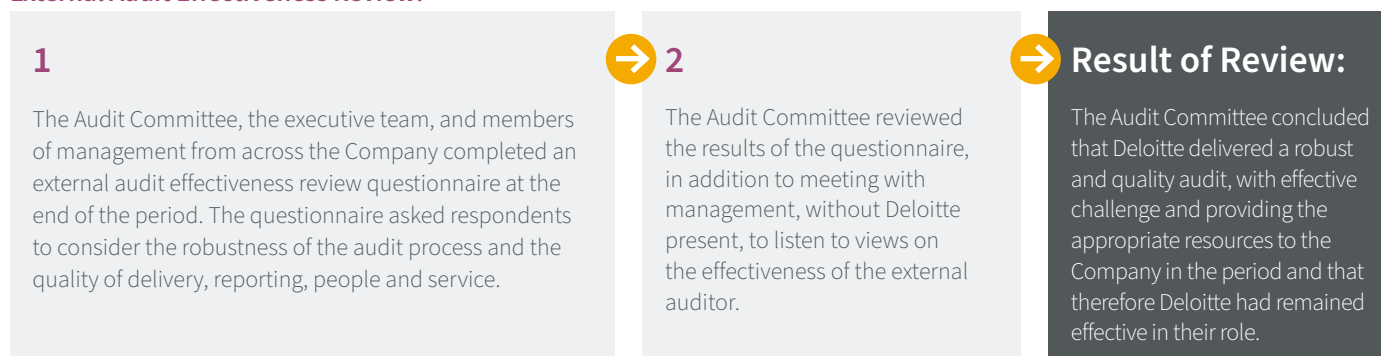 1
The Audit Committee, the executive team, and members
of management from across the Company completed an
external audit effectiveness review questionnaire at the
end of the period. The questionnaire asked respondents
to consider the robustness of the audit process and the
quality of delivery, reporting, people and service.
2
The Audit Committee reviewed
the results of the questionnaire,
in addition to meeting with
management, without Deloitte
present, to listen to views on
the effectiveness of the external
auditor.
Result of Review:
The Audit Committee concluded
that Deloitte delivered a robust
and quality audit, with effective
challenge and providing the
appropriate resources to the
Company in the period and that
therefore Deloitte had remained
effective in their role.